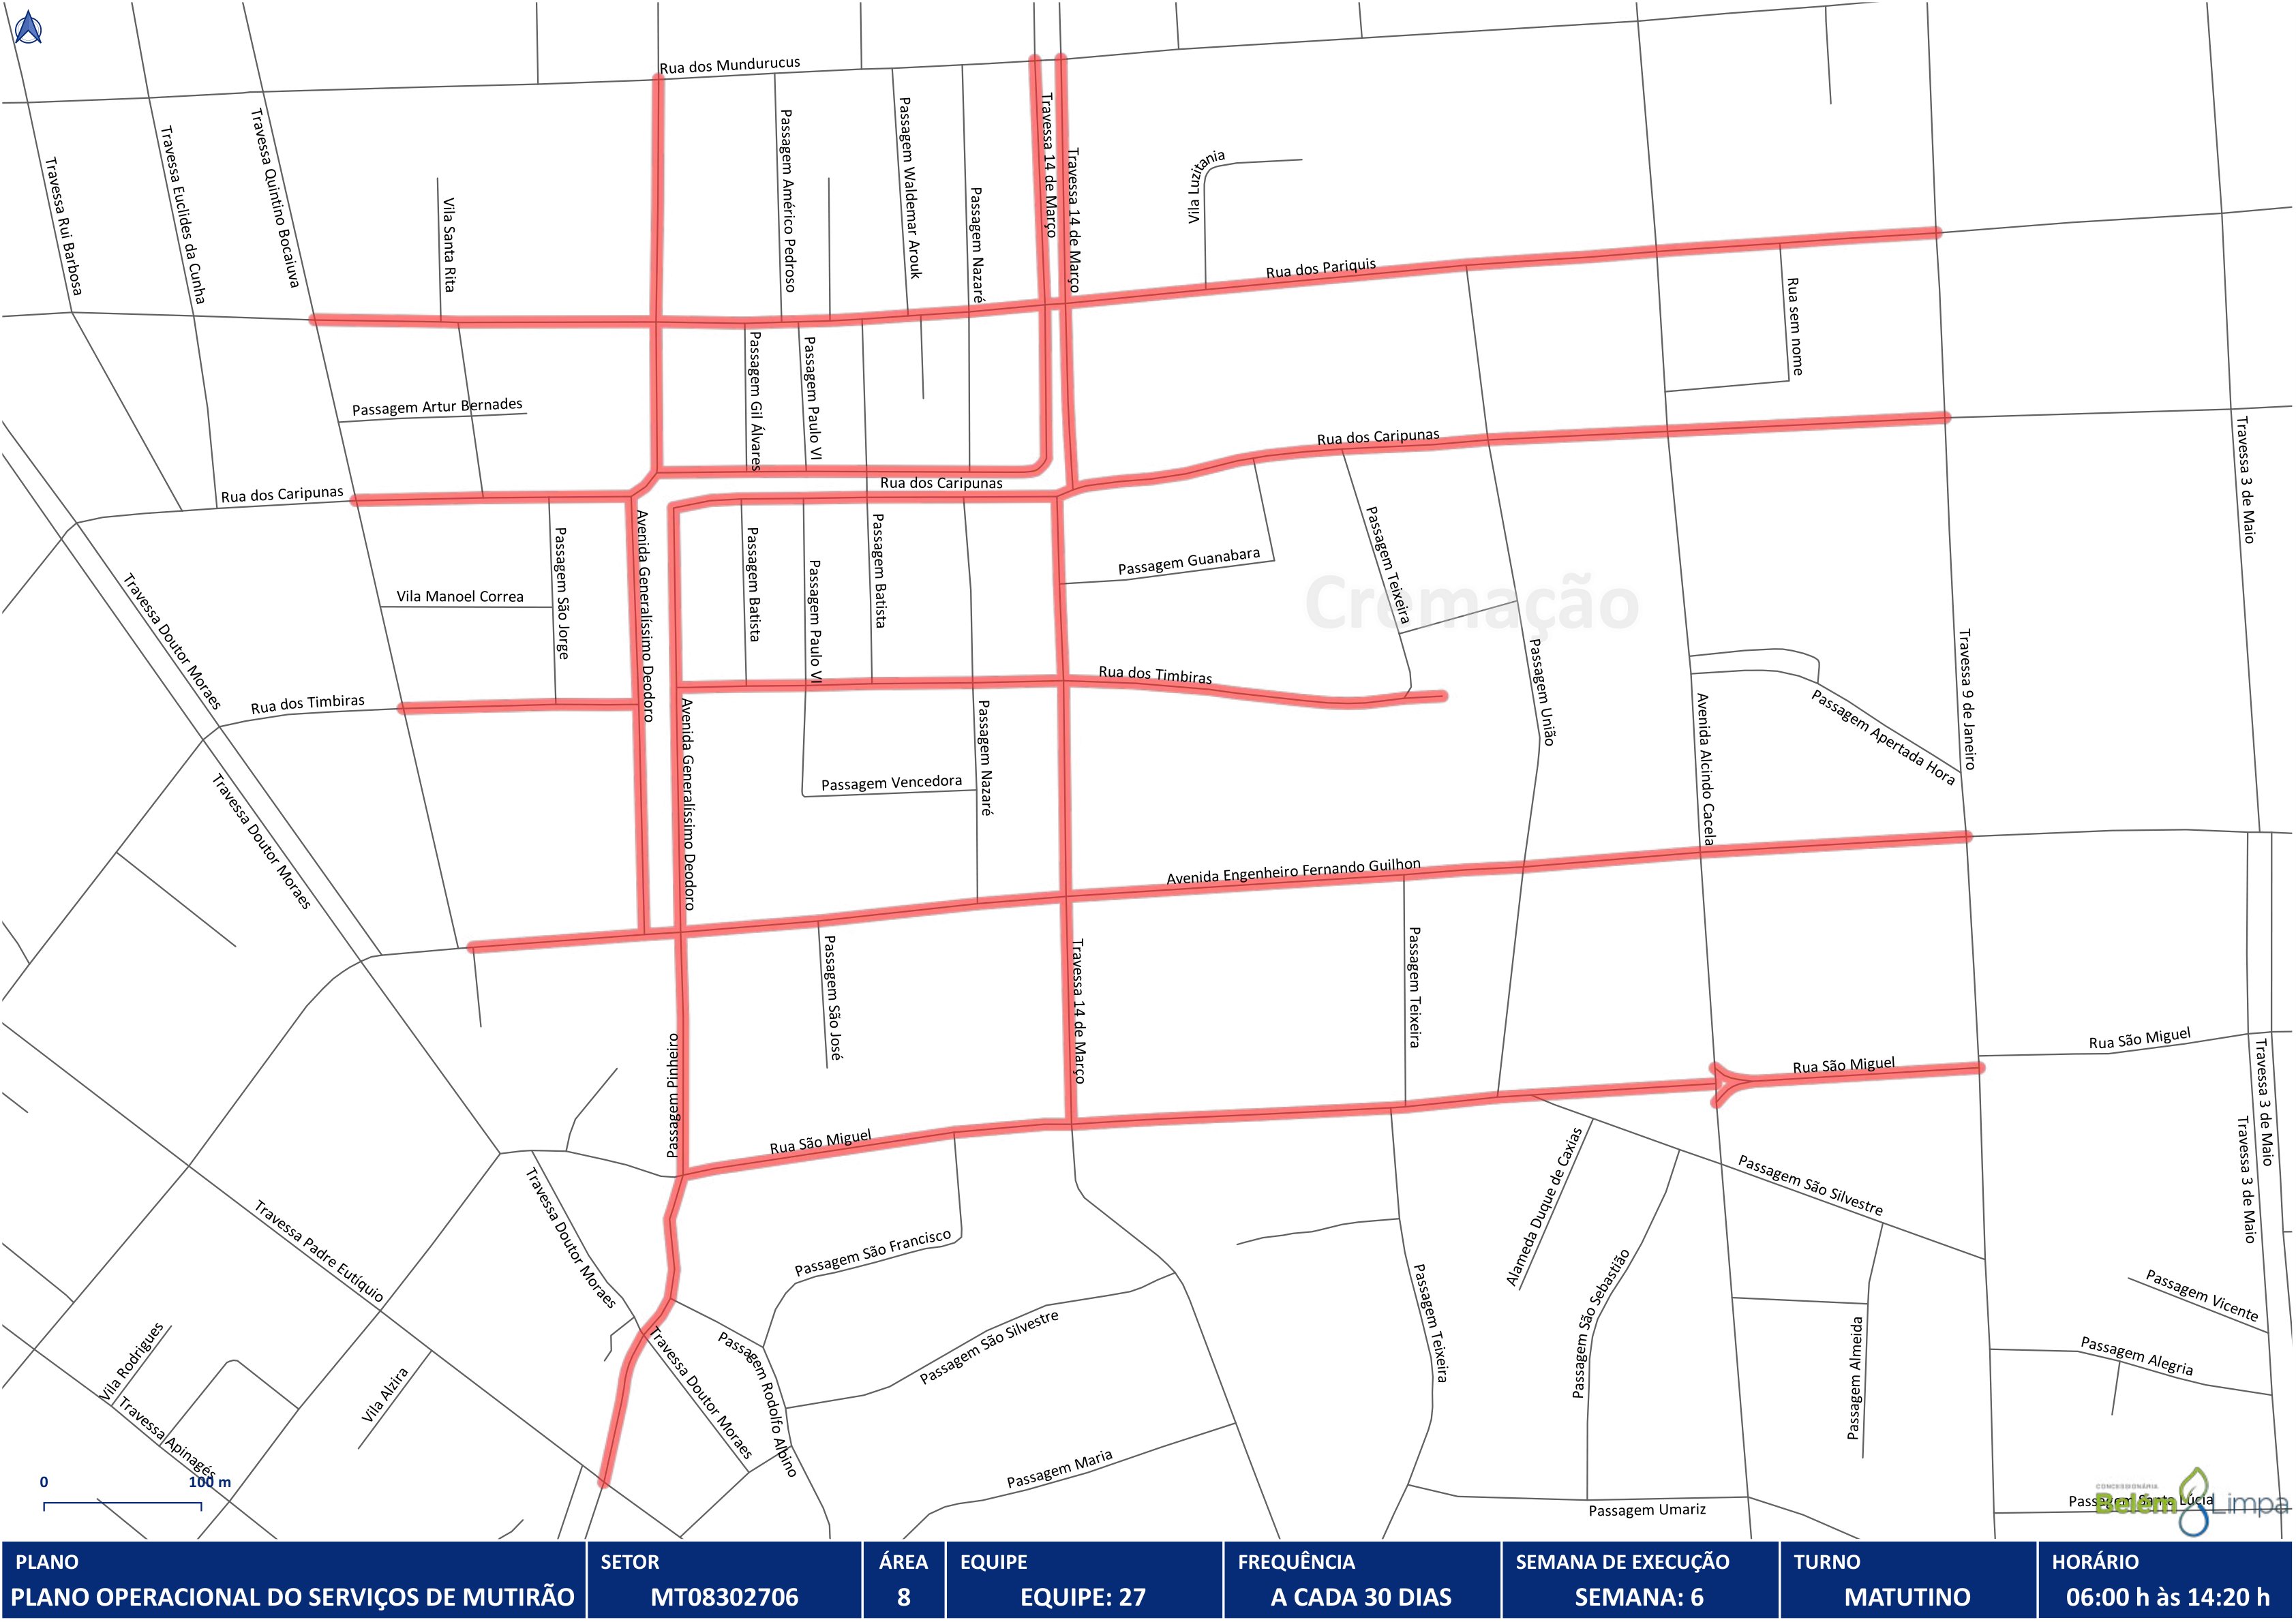 Rua dos Mundurucus
Travessa Rui Barbosa
Travessa Euclides da Cunha
Travessa Quintino Bocaiuva
Vila Santa Rita
Passagem Américo Pedroso
Passagem Waldemar Arouk
Passagem Nazaré
Travessa 14 de Março
Travessa 14 de Março
Vila Luzitania
Rua dos Pariquis
Rua sem nome
Passagem Artur Bernades
Passagem Gil Álvares
Passagem Paulo VI
Rua dos Caripunas
Rua dos Caripunas
Rua dos Caripunas
Travessa 3 de Maio
Avenida Generalíssimo Deodoro
Passagem São Jorge
Vila Manoel Correa
Passagem Batista
Passagem Paulo VI
Passagem Batista
Passagem Guanabara
Passagem Teixeira
Cremação
Travessa Doutor Moraes
Travessa Doutor Moraes
Rua dos Timbiras
Rua dos Timbiras
Passagem União
Travessa 9 de Janeiro
Avenida Alcindo Cacela
Passagem Apertada Hora
Avenida Generalíssimo Deodoro
Passagem Nazaré
Passagem Vencedora
Avenida Engenheiro Fernando Guilhon
Passagem São José
Travessa 14 de Março
Passagem Teixeira
Passagem Pinheiro
Rua São Miguel
Rua São Miguel
Rua São Miguel
Travessa 3 de Maio
Travessa 3 de Maio
Travessa Doutor Moraes
Travessa Padre Eutíquio
Passagem São Francisco
Alameda Duque de Caxias
Passagem São Silvestre
Passagem São Sebastião
Passagem Teixeira
Passagem São Silvestre
Passagem Vicente
Passagem Alegria
Passagem Almeida
Vila Rodrigues
Vila Alzira
Travessa Apinagés
Travessa Doutor Moraes
Passagem Rodolfo Albino
Passagem Maria
Passagem Umariz
Passagem Santa Lúcia
0 100 m
CONCESSIONÁRIA
Belém Limpa
PLANO
PLANO OPERACIONAL DO SERVIÇOS DE MUTIRÃO
SETOR
MT08302706
ÁREA
8
EQUIPE
EQUIPE: 27
FREQUÊNCIA
A CADA 30 DIAS
SEMANA DE EXECUÇÃO
SEMANA: 6
TURNO
MATUTINO
HORÁRIO
06:00 h às 14:20 h